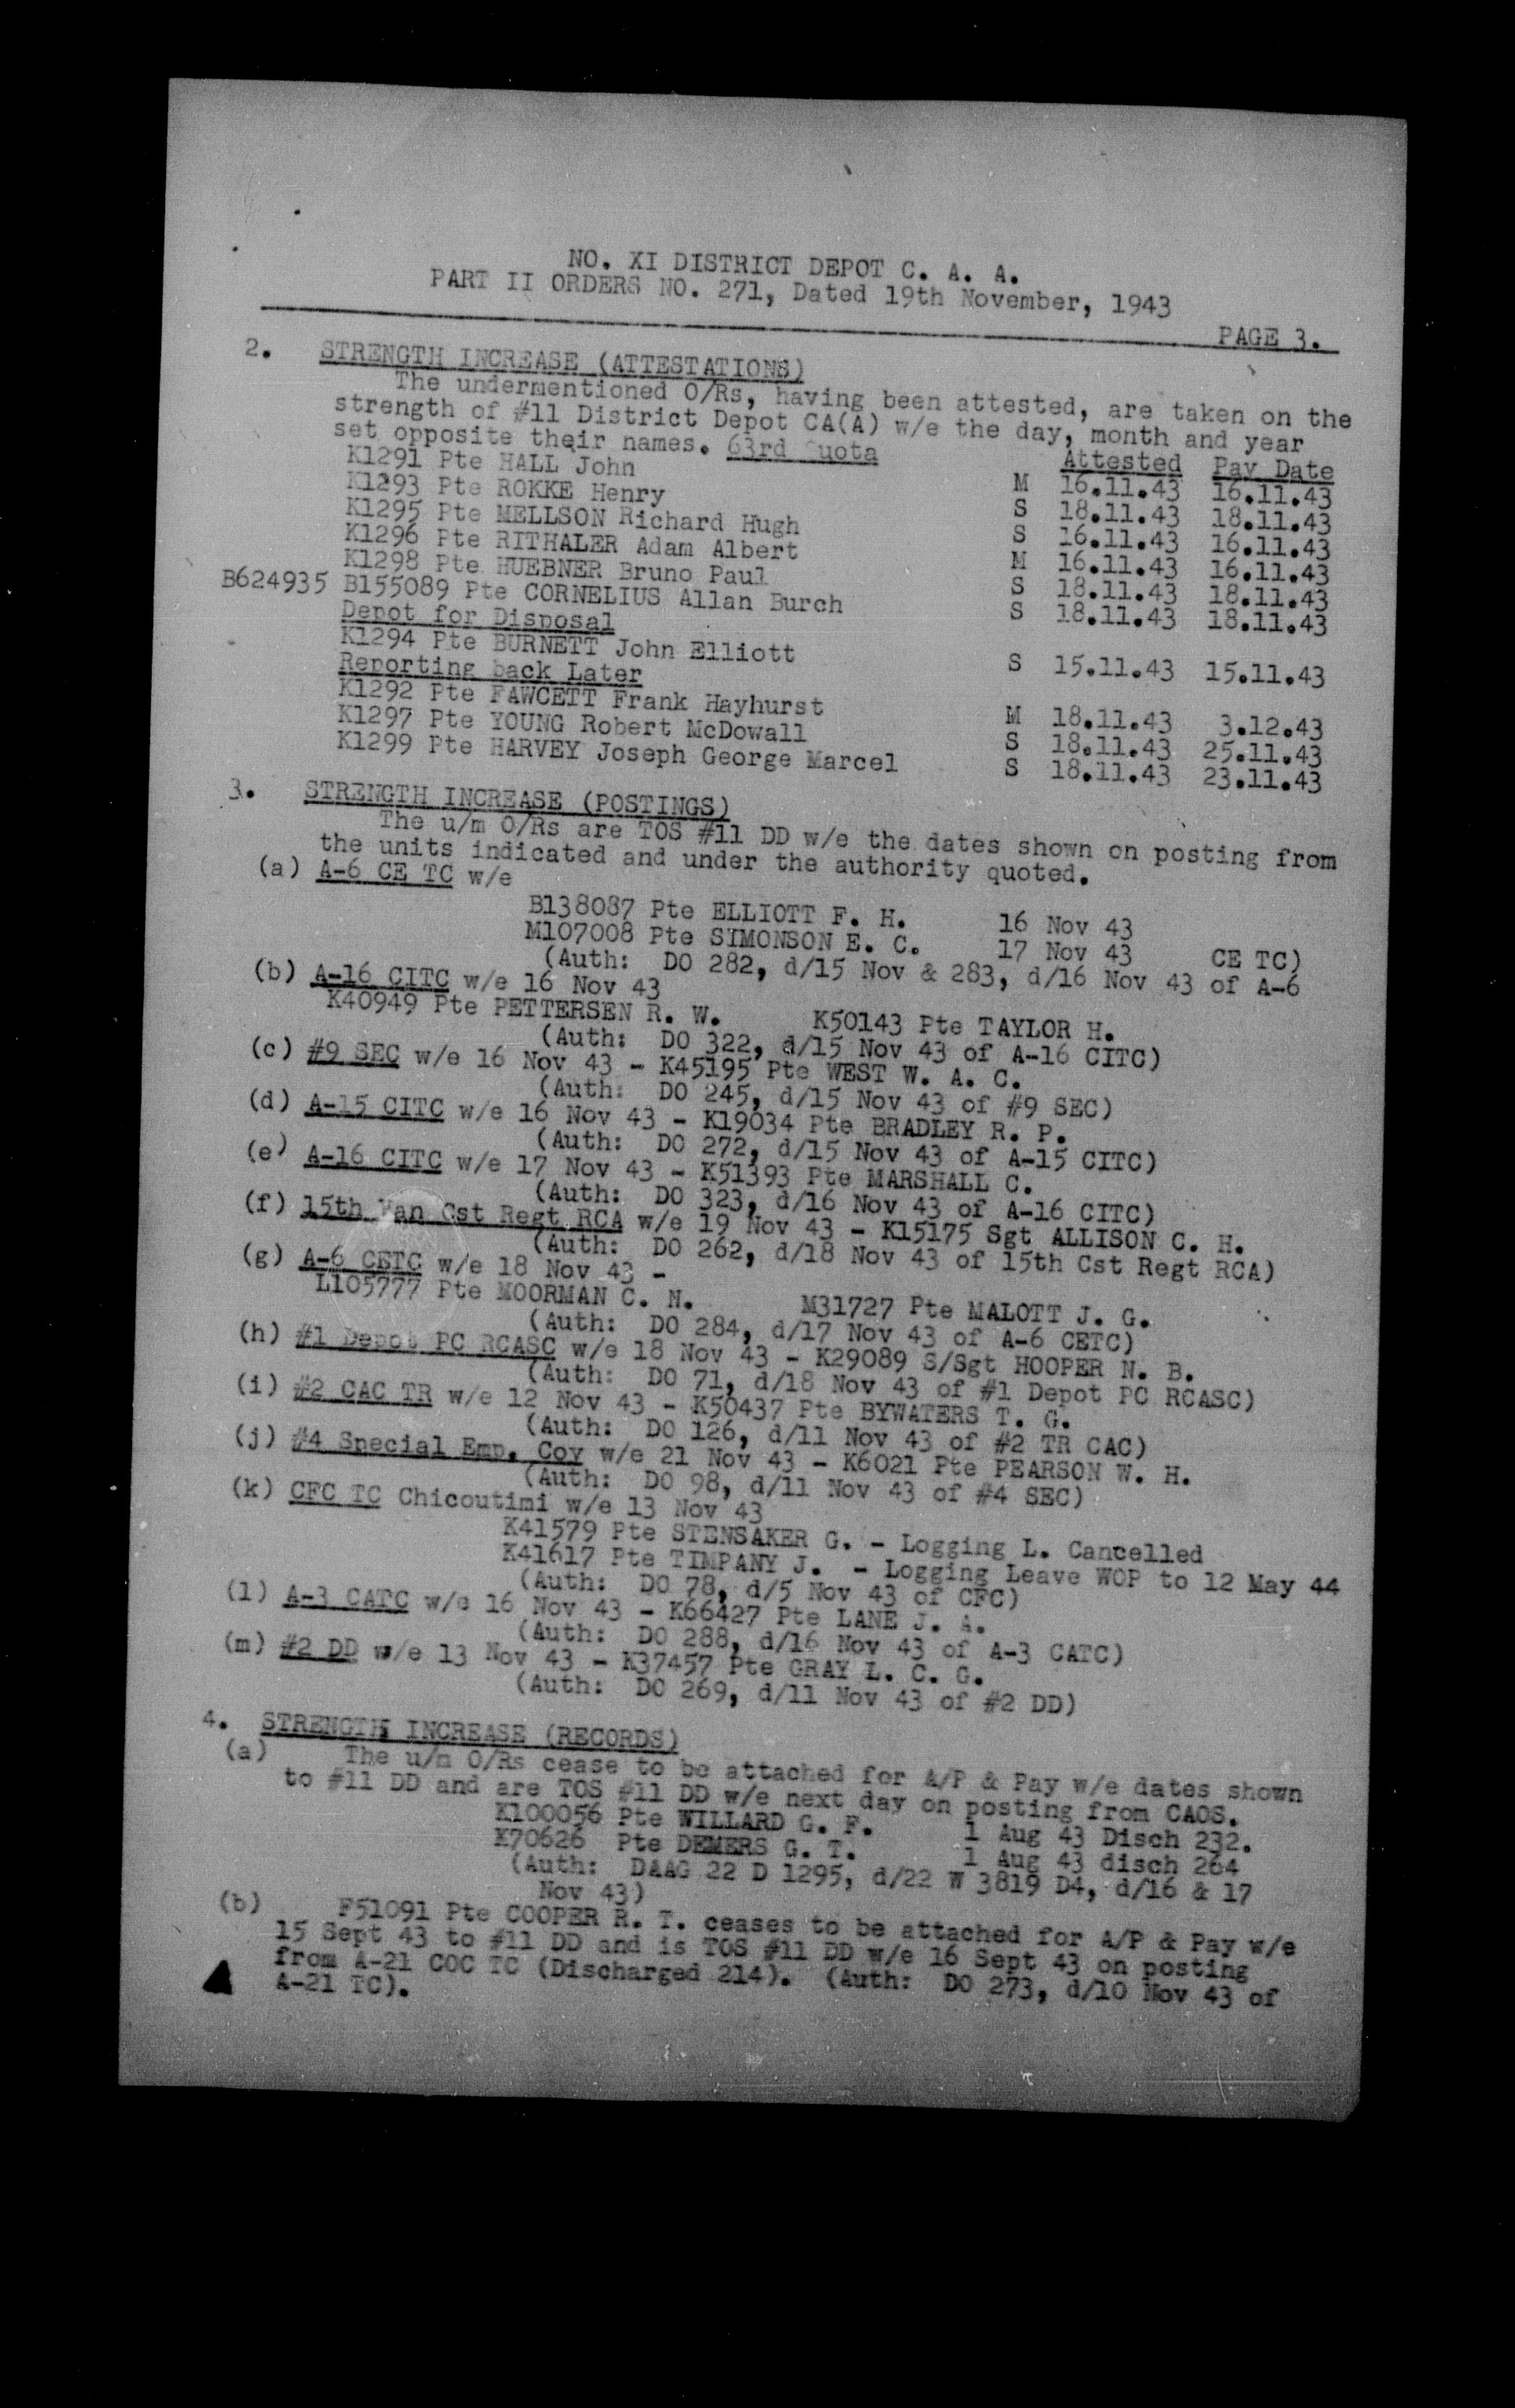 NO. XI DISTRICT DEPOT C. A. A.
PART II ORDERS NO. 271, Dated 19th November, 1943
PAGE 3.
2. STRENGTH INCREASE (ATTESTATIONS)
The undermentioned O/Rs, having been attested, are taken on the
strength of #11 District Depot CA(A) w/e the day, month and year
set opposite their names. 63rd Quota Attested Pay Date
K1291 Pte HALL John M 16.11.43 16.11.43
K1293 Pte ROKKE Henry S 18.11.43 18.11.43
K1295 Pte MELLSON Richard Hugh S 16.11.43 16.11.43
K1296 Pte RITHALER Adam Albert M 16.11.43 16.11.43
K1298 Pte HUEBNER Bruno Paul S 18.11.43 18.11.43
B624935 B155089 Pte CORNELIUS Allan Burch S 18.11.43 18.11.43
Depot for Disposal
K1294 Pte BURNETT John Elliott S 15.11.43 15.11.43
Reporting back Later
K1292 Pte FAWCETT Frank Hayhurst M 18.11.43 3.12.43
K1297 Pte YOUNG Robert McDowall S 18.11.43 25.11.43
K1299 Pte HARVEY Joseph George Marcel S 18.11.43 23.11.43
3. STRENGTH INCREASE (POSTINGS)
The u/m O/Rs are TOS #11 DD w/e the dates shown on posting from
the units indicated and under the authority quoted.
(a) A-6 CE TC w/e
B138087 Pte ELLIOTT F. H. 16 Nov 43
M107008 Pte SIMONSON E. C. 17 Nov 43 CE TC)
(Auth: DO 282, d/15 Nov & 283, d/16 Nov 43 of A-6
(b) A-16 CITC w/e 16 Nov 43
K40949 Pte PETTERSEN R. W. K50143 Pte TAYLOR H.
(Auth: DO 322, d/15 Nov 43 of A-16 CITC)
(c) #9 SEC w/e 16 Nov 43 - K45195 Pte WEST W. A. C.
(Auth: DO 245, d/15 Nov 43 of #9 SEC)
(d) A-15 CITC w/e 16 Nov 43 - K19034 Pte BRADLEY R. P.
(Auth: DO 272, d/15 Nov 43 of A-15 CITC)
(e) A-16 CITC w/e 17 Nov 43 - K51393 Pte MARSHALL C.
(Auth: DO 323, d/16 Nov 43 of A-16 CITC)
(f) 15th Van Cst Regt RCA w/e 19 Nov 43 - K15175 Sgt ALLISON C. H.
(Auth: DO 262, d/18 Nov 43 of 15th Cst Regt RCA)
(g) A-6 CETC w/e 18 Nov 43 -
L105777 Pte MOORMAN C. N. M31727 Pte MALOTT J. G.
(Auth: DO 284, d/17 Nov 43 of A-6 CETC)
(h) #1 Depot PC RCASC w/e 18 Nov 43 - K29089 S/Sgt HOOPER N. B.
(Auth: DO 71, d/18 Nov 43 of #1 Depot PC RCASC)
(i) #2 CAC TR w/e 12 Nov 43 - K50437 Pte BYWATERS T. G.
(Auth: DO 126, d/11 Nov 43 of #2 TR CAC)
(j) #4 Special Emp. Coy w/e 21 Nov 43 - K6021 Pte PEARSON W. H.
(Auth: DO 98, d/11 Nov 43 of #4 SEC)
(k) CFC TC Chicoutimi w/e 13 Nov 43
K41579 Pte STENSAKER G. - Logging L. Cancelled
K41617 Pte TIMPANY J. - Logging Leave WOP to 12 May 44
(Auth: DO 78, d/5 Nov 43 of CFC)
(l) A-3 CATC w/e 16 Nov 43 - K66427 Pte LANE J. A.
(Auth: DO 288, d/16 Nov 43 of A-3 CATC)
(m) #2 DD w/e 13 Nov 43 - K37457 Pte GRAY L. C. G.
(Auth: DO 269, d/11 Nov 43 of #2 DD)
4. STRENGTH INCREASE (RECORDS)
(a) The u/m O/Rs cease to be attached for A/P & Pay w/e dates shown
to #11 DD and are TOS #11 DD w/e next day on posting from CAOS.
K100056 Pte WILLARD G. F. 1 Aug 43 Disch 232.
K70626 Pte DEMERS G. T. 1 Aug 43 disch 264
(Auth: DAAG 22 D 1295, d/22 W 3819 D4, d/16 & 17
Nov 43)
(b) F51091 Pte COOPER R. T. ceases to be attached for A/P & Pay w/e
15 Sept 43 to #11 DD and is TOS #11 DD w/e 16 Sept 43 on posting
from A-21 COC TC (Discharged 214). (Auth: DO 273, d/10 Nov 43 of
A-21 TC).